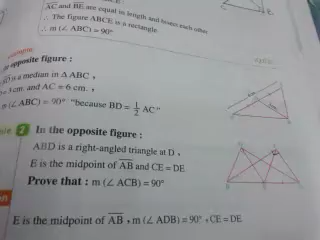 AC and BE are equal in length and bisect each other
∴ The figure ABCE is a rectangle
∴ m (∠ ABC) = 90°
opposite figure :
is a median in Δ ABC ,
= 3 cm. and AC = 6 cm. ,
m (∠ ABC) = 90° "because BD = 1/2 AC"
2 In the opposite figure :
ABD is a right-angled triangle at D ,
E is the midpoint of AB and CE = DE
Prove that : m (∠ ACB) = 90°
E is the midpoint of AB , m (∠ ADB) = 90° , CE = DE